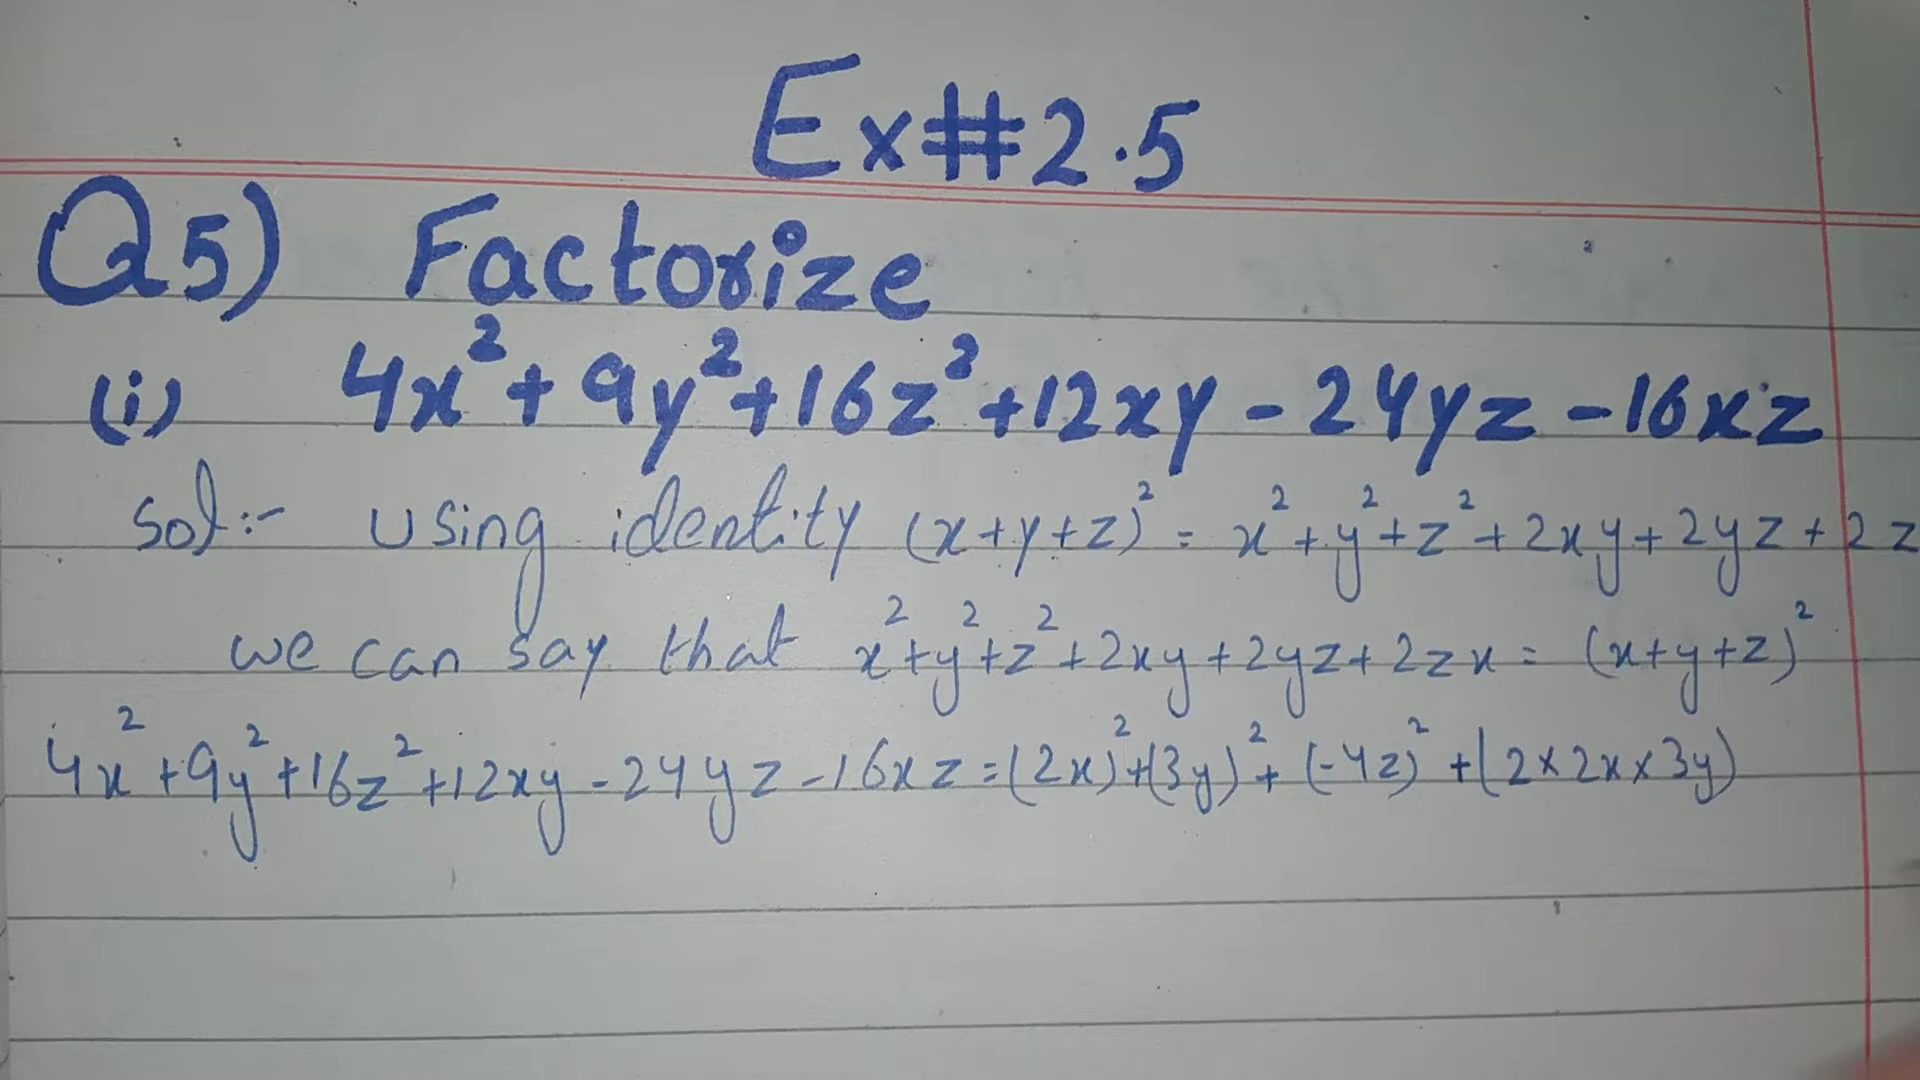 Ex#2.5
Q5) Factorize
(i) 4x²+9y²+16z²+12xy-24yz-16xz
Sol:- Using identity (x+y+z)² = x²+y²+z²+2xy+2yz+2z
we can say that x²+y²+z²+2xy+2yz+2zx = (x+y+z)²
4x²+9y²+16z²+12xy-24yz-16xz=(2x)²+(3y)²+(-4z)²+(2×2x×3y)